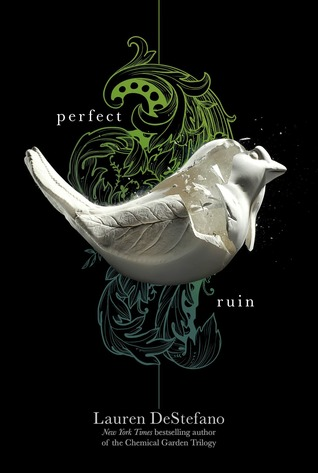 perfect
ruin
Lauren DeStefano
New York Times bestselling author
of the Chemical Garden Trilogy